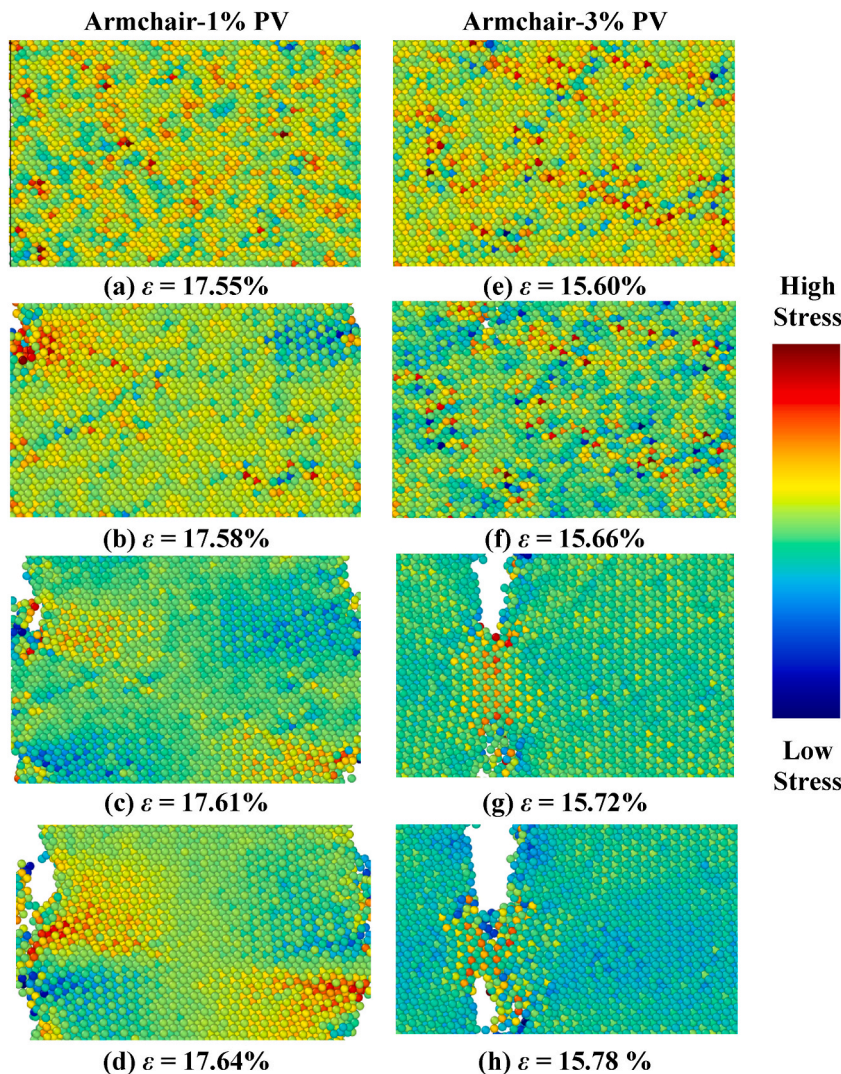 Armchair-1% PV
Armchair-3% PV
(a) ε = 17.55%
(e) ε = 15.60%
High
Stress
(b) ε = 17.58%
(f) ε = 15.66%
(c) ε = 17.61%
(g) ε = 15.72%
Low
Stress
(d) ε = 17.64%
(h) ε = 15.78 %